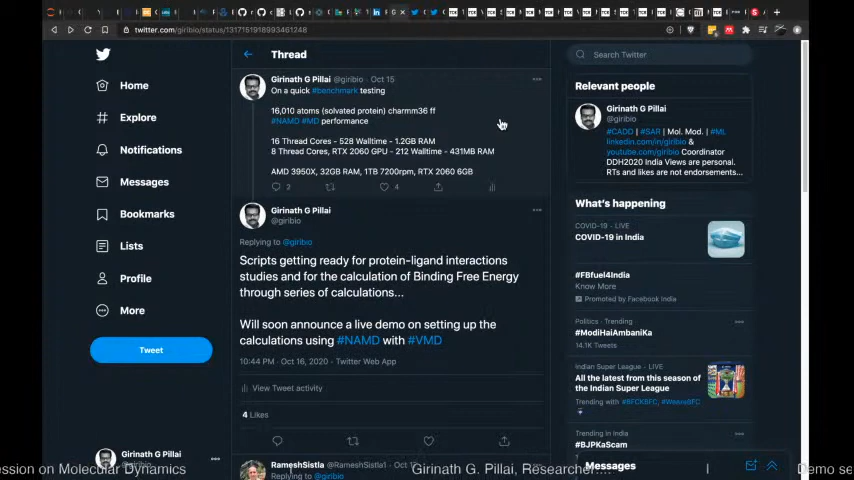 twitter.com/giribio/status/1317151918993461248
Home
Explore
Notifications
Messages
Bookmarks
Lists
Profile
More
Tweet
Girinath G Pillai
@giribio
Thread
Girinath G Pillai @giribio · Oct 15
On a quick #benchmark testing
16,010 atoms (solvated protein) charmm36 ff
#NAMD #MD performance
16 Thread Cores - 528 Walltime - 1.2GB RAM
8 Thread Cores, RTX 2060 GPU - 212 Walltime - 431MB RAM
AMD 3950X, 32GB RAM, 1TB 7200rpm, RTX 2060 6GB
2
4
Girinath G Pillai
@giribio
Replying to @giribio
Scripts getting ready for protein-ligand interactions
studies and for the calculation of Binding Free Energy
through series of calculations...
Will soon announce a live demo on setting up the
calculations using #NAMD with #VMD
10:44 PM · Oct 16, 2020 · Twitter Web App
View Tweet activity
4 Likes
RameshSistla @RameshSistla1 ·
Replying to @giribio
Search Twitter
Relevant people
Girinath G Pillai
@giribio
#CADD | #SAR | Mol. Mod. | #ML
linkedin.com/in/giribio &
youtube.com/giribio Coordinator
DDH2020 India Views are personal.
RTs and likes are not endorsements...
What's happening
COVID-19 · LIVE
COVID-19 in India
#FBfuel4India
Know More
Promoted by Facebook India
Politics · Trending
#ModiHaiAmbaniKa
14.1K Tweets
Indian Super League · LIVE
All the latest from this season of
the Indian Super League
Trending with #BFCKBFC, #WeareBFC
Trending in India
#BJPKaScam
Messages
ession on Molecular Dynamics | Girinath G. Pillai, Researcher.... | Demo se